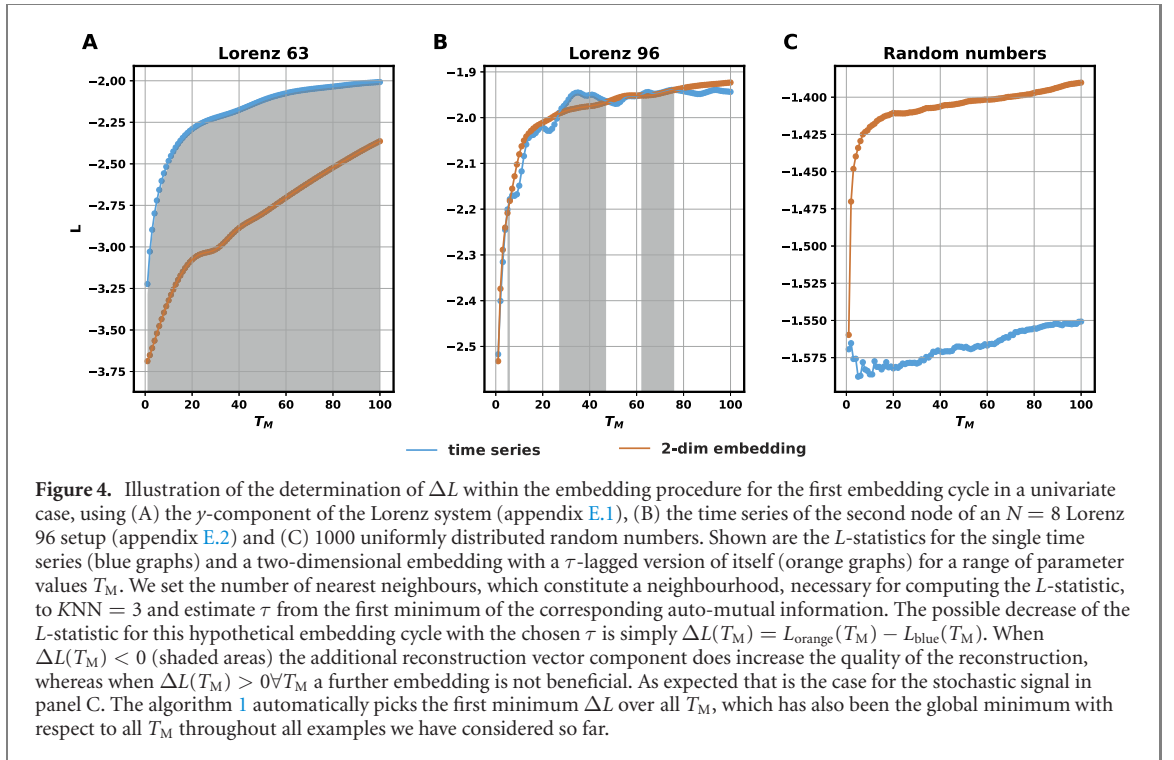 A
Lorenz 63
B
Lorenz 96
C
Random numbers
L
−2.00
−2.25
−2.50
−2.75
−3.00
−3.25
−3.50
−3.75
0 20 40 60 80 100
T_M
−1.9
−2.0
−2.1
−2.2
−2.3
−2.4
−2.5
0 20 40 60 80 100
T_M
−1.400
−1.425
−1.450
−1.475
−1.500
−1.525
−1.550
−1.575
0 20 40 60 80 100
T_M
time series 2-dim embedding
Figure 4. Illustration of the determination of ΔL within the embedding procedure for the first embedding cycle in a univariate
case, using (A) the y-component of the Lorenz system (appendix E.1), (B) the time series of the second node of an N = 8 Lorenz
96 setup (appendix E.2) and (C) 1000 uniformly distributed random numbers. Shown are the L-statistics for the single time
series (blue graphs) and a two-dimensional embedding with a τ-lagged version of itself (orange graphs) for a range of parameter
values T_M. We set the number of nearest neighbours, which constitute a neighbourhood, necessary for computing the L-statistic,
to KNN = 3 and estimate τ from the first minimum of the corresponding auto-mutual information. The possible decrease of the
L-statistic for this hypothetical embedding cycle with the chosen τ is simply ΔL(T_M) = L_orange(T_M) − L_blue(T_M). When
ΔL(T_M) < 0 (shaded areas) the additional reconstruction vector component does increase the quality of the reconstruction,
whereas when ΔL(T_M) > 0∀T_M a further embedding is not beneficial. As expected that is the case for the stochastic signal in
panel C. The algorithm 1 automatically picks the first minimum ΔL over all T_M, which has also been the global minimum with
respect to all T_M throughout all examples we have considered so far.